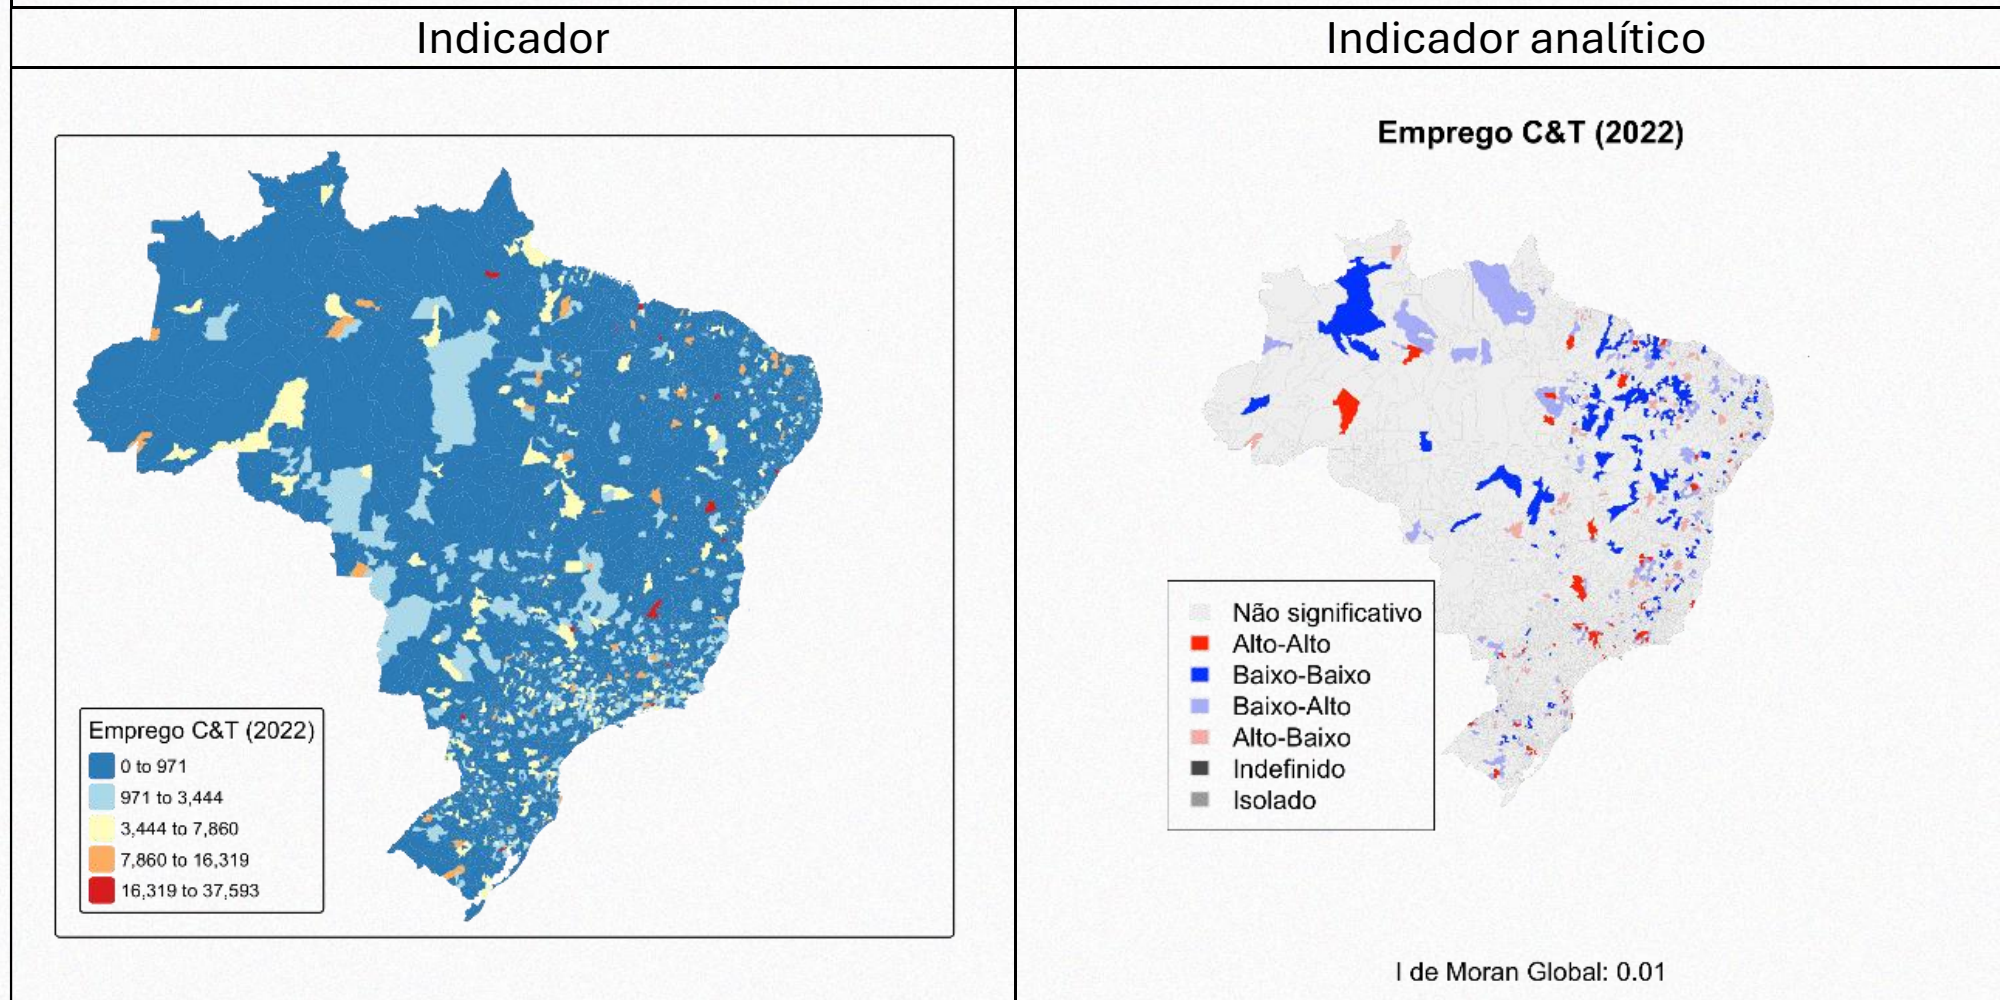 Indicador
Indicador analítico
Emprego C&T (2022)
0 to 971
971 to 3,444
3,444 to 7,860
7,860 to 16,319
16,319 to 37,593
Emprego C&T (2022)
Não significativo
Alto-Alto
Baixo-Baixo
Baixo-Alto
Alto-Baixo
Indefinido
Isolado
I de Moran Global: 0.01